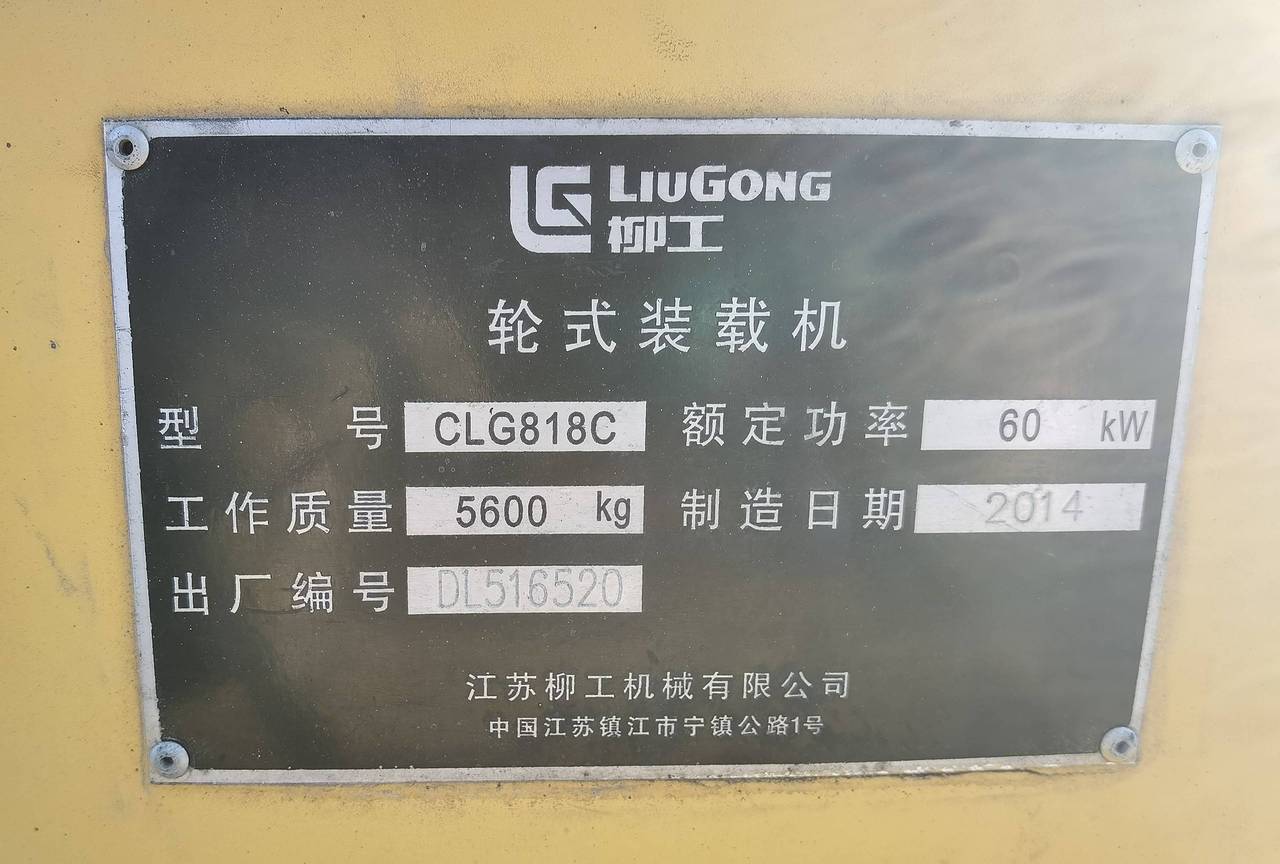 LG LIUGONG
柳工
轮式装载机
型号 CLG818C 额定功率 60 kW
工作质量 5600 kg 制造日期 2014
出厂编号 DL516520
江苏柳工机械有限公司
中国江苏镇江市宁镇公路1号